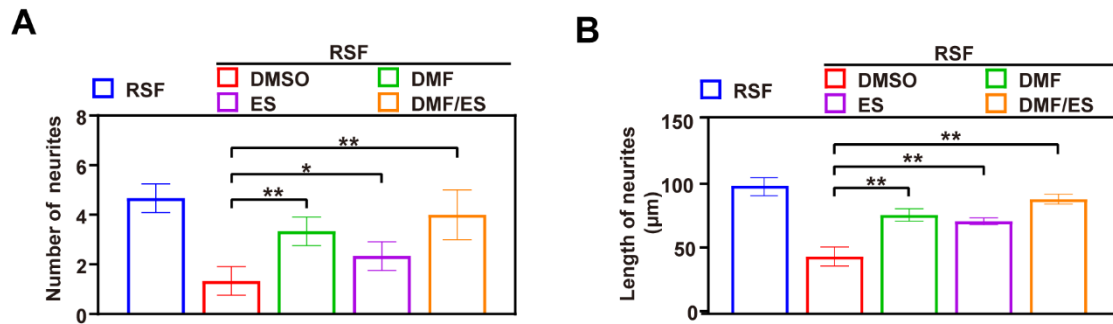 A
RSF
RSF
DMSO
DMF
ES
DMF/ES
Number of neurites
8
6
4
2
0
**
*
**
B
RSF
RSF
DMSO
DMF
ES
DMF/ES
Length of neurites
(μm)
150
100
50
0
**
**
**